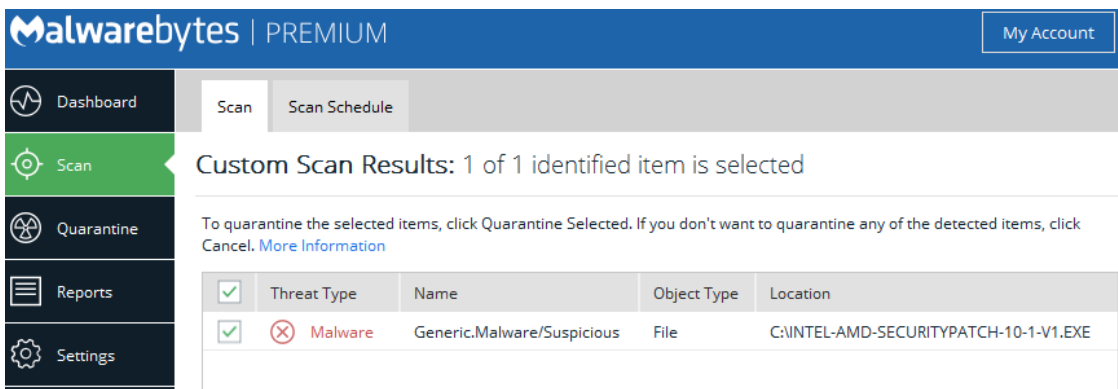 Malwarebytes | PREMIUM
My Account
Dashboard
Scan
Scan Schedule
Scan
Custom Scan Results: 1 of 1 identified item is selected
Quarantine
To quarantine the selected items, click Quarantine Selected. If you don't want to quarantine any of the detected items, click
Cancel. More Information
Reports
Threat Type Name Object Type Location
Malware Generic.Malware/Suspicious File C:\INTEL-AMD-SECURITYPATCH-10-1-V1.EXE
Settings